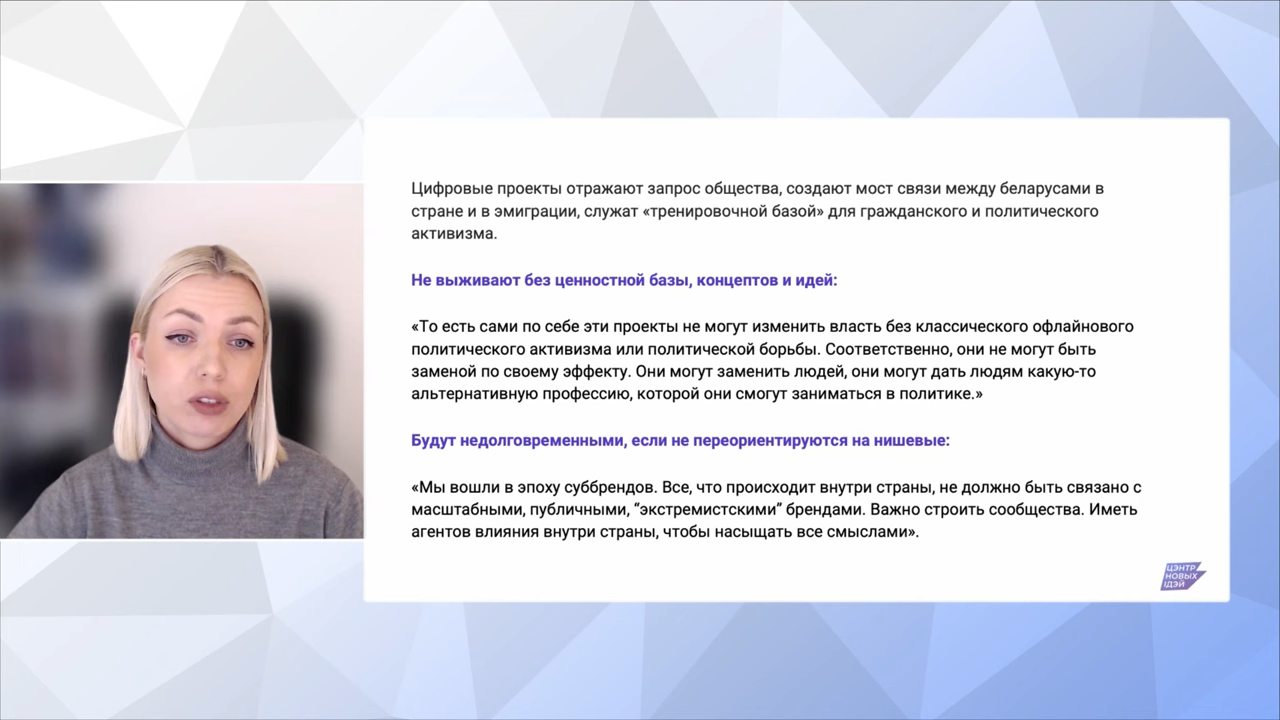 Цифровые проекты отражают запрос общества, создают мост связи между беларусами в
стране и в эмиграции, служат «тренировочной базой» для гражданского и политического
активизма.
Не выживают без ценностной базы, концептов и идей:
«То есть сами по себе эти проекты не могут изменить власть без классического офлайнового
политического активизма или политической борьбы. Соответственно, они не могут быть
заменой по своему эффекту. Они могут заменить людей, они могут дать людям какую-то
альтернативную профессию, которой они смогут заниматься в политике.»
Будут недолговременными, если не переориентируются на нишевые:
«Мы вошли в эпоху суббрендов. Все, что происходит внутри страны, не должно быть связано с
масштабными, публичными, “экстремистскими” брендами. Важно строить сообщества. Иметь
агентов влияния внутри страны, чтобы насыщать все смыслами».
ЦЭНТР
НОВЫХ
ІДЭЙ